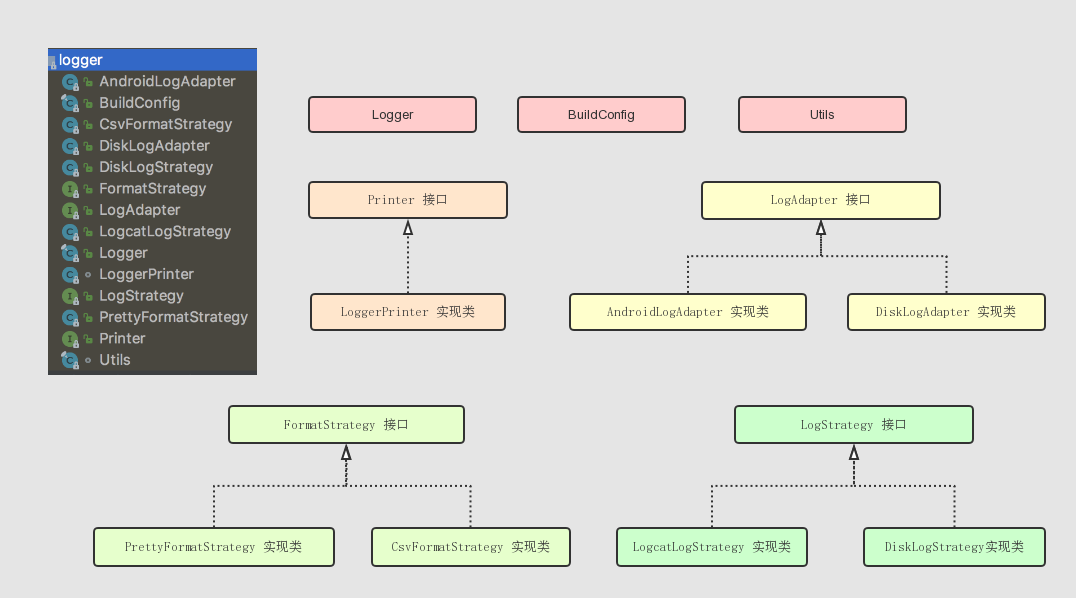 logger
AndroidLogAdapter
BuildConfig
CsvFormatStrategy
DiskLogAdapter
DiskLogStrategy
FormatStrategy
LogAdapter
LogcatLogStrategy
Logger
LoggerPrinter
LogStrategy
PrettyFormatStrategy
Printer
Utils
Logger
BuildConfig
Utils
Printer 接口
LogAdapter 接口
LoggerPrinter 实现类
AndroidLogAdapter 实现类
DiskLogAdapter 实现类
FormatStrategy 接口
LogStrategy 接口
PrettyFormatStrategy 实现类
CsvFormatStrategy 实现类
LogcatLogStrategy 实现类
DiskLogStrategy实现类